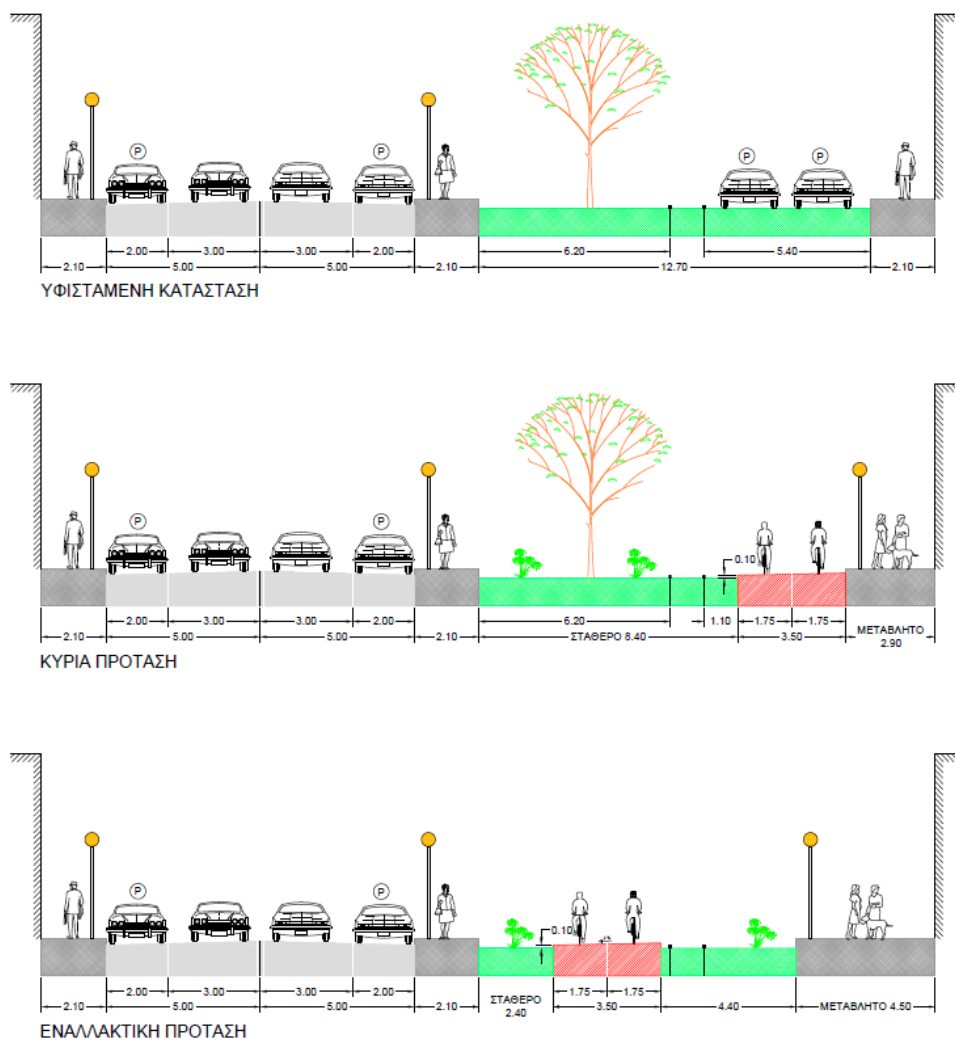 P P P P
2.00 3.00 3.00 2.00 6.20 5.40
2.10 5.00 5.00 2.10 12.70 2.10
ΥΦΙΣΤΑΜΕΝΗ ΚΑΤΑΣΤΑΣΗ
P P 0.10
2.00 3.00 3.00 2.00 6.20 1.10 1.75 1.75 ΜΕΤΑΒΛΗΤΟ
2.10 5.00 5.00 2.10 ΣΤΑΘΕΡΟ 8.40 3.50 2.90
ΚΥΡΙΑ ΠΡΟΤΑΣΗ
P P 0.10
2.00 3.00 3.00 2.00 ΣΤΑΘΕΡΟ 1.75 1.75
2.10 5.00 5.00 2.10 2.40 3.50 4.40 ΜΕΤΑΒΛΗΤΟ 4.50
ΕΝΑΛΛΑΚΤΙΚΗ ΠΡΟΤΑΣΗ